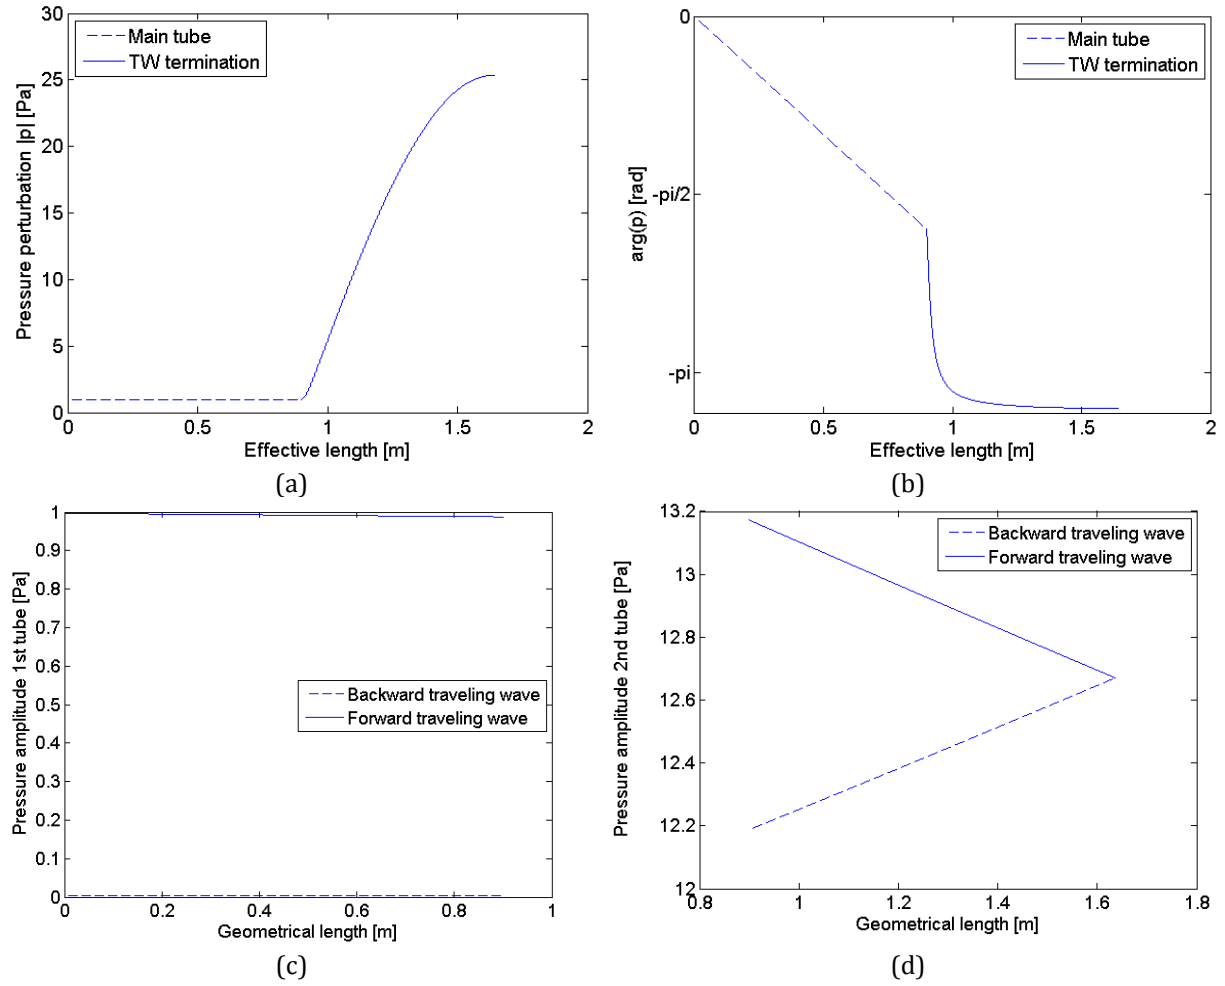 30
25
20
15
10
5
0
Pressure perturbation |p| [Pa]
Main tube
TW termination
0
0.5
1
1.5
2
Effective length [m]
(a)
0
-pi/2
-pi
arg(p) [rad]
Main tube
TW termination
0
0.5
1
1.5
2
Effective length [m]
(b)
1
0.9
0.8
0.7
0.6
0.5
0.4
0.3
0.2
0.1
0
Pressure amplitude 1st tube [Pa]
Backward traveling wave
Forward traveling wave
0
0.2
0.4
0.6
0.8
1
Geometrical length [m]
(c)
13.2
13
12.8
12.6
12.4
12.2
12
Pressure amplitude 2nd tube [Pa]
Backward traveling wave
Forward traveling wave
0.8
1
1.2
1.4
1.6
1.8
Geometrical length [m]
(d)